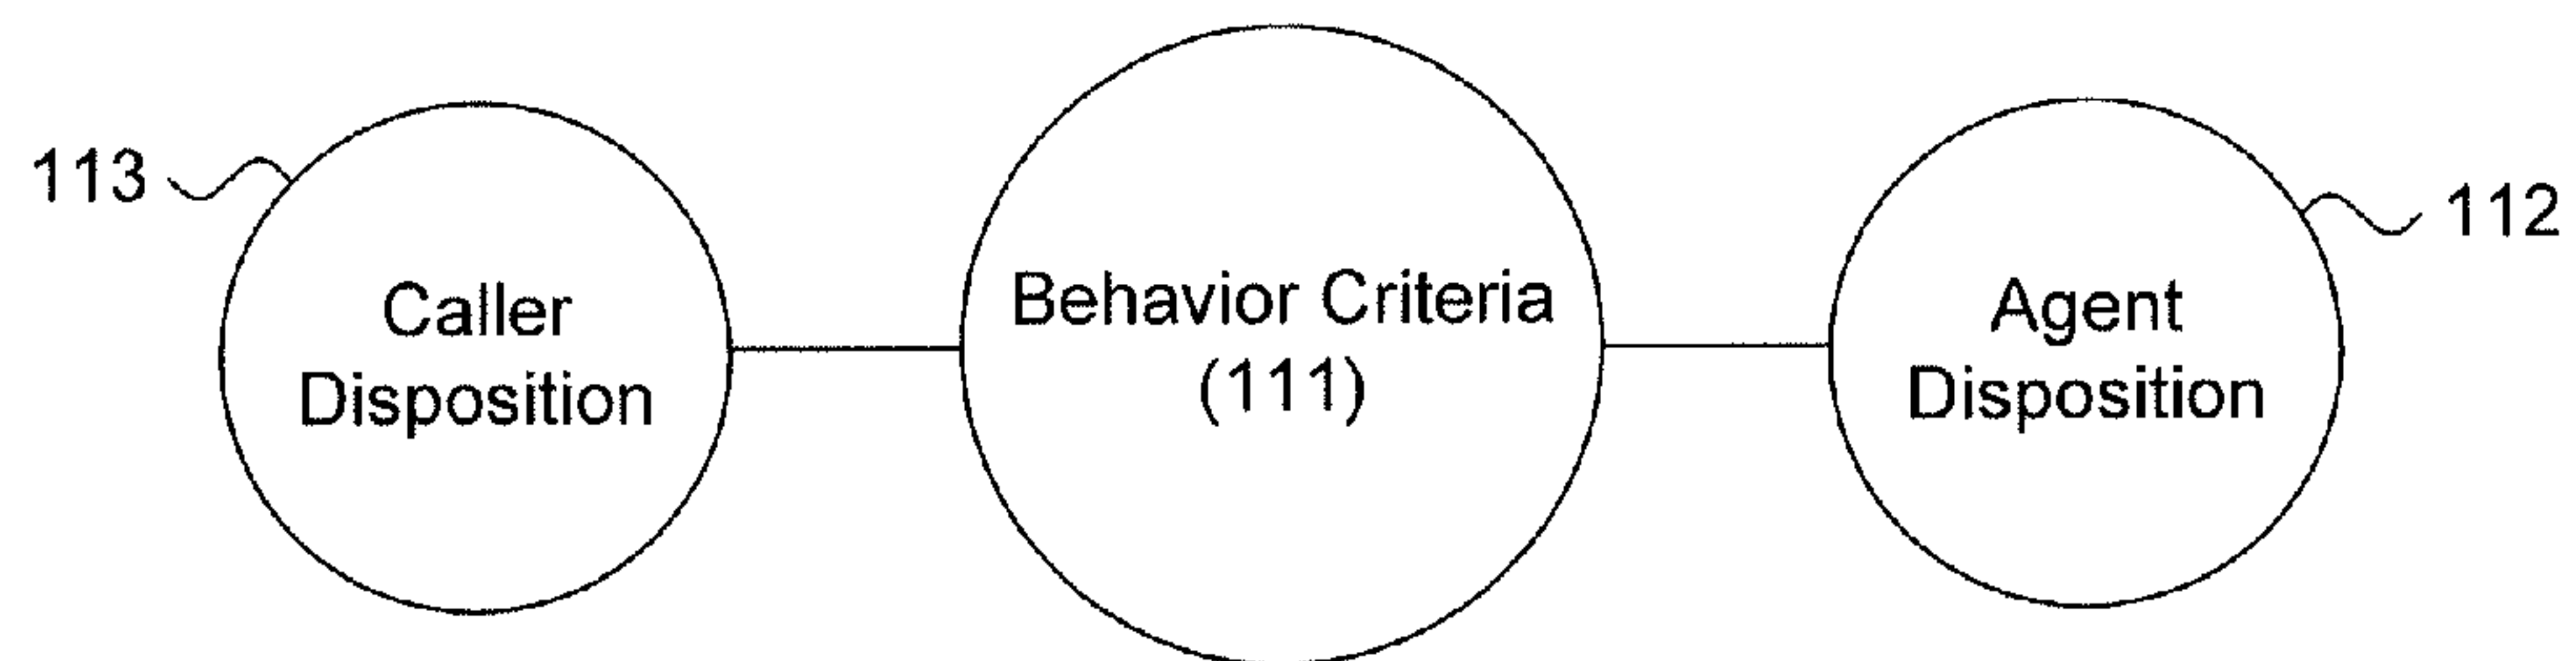 113
Caller
Disposition
Behavior Criteria
(111)
Agent
Disposition
112